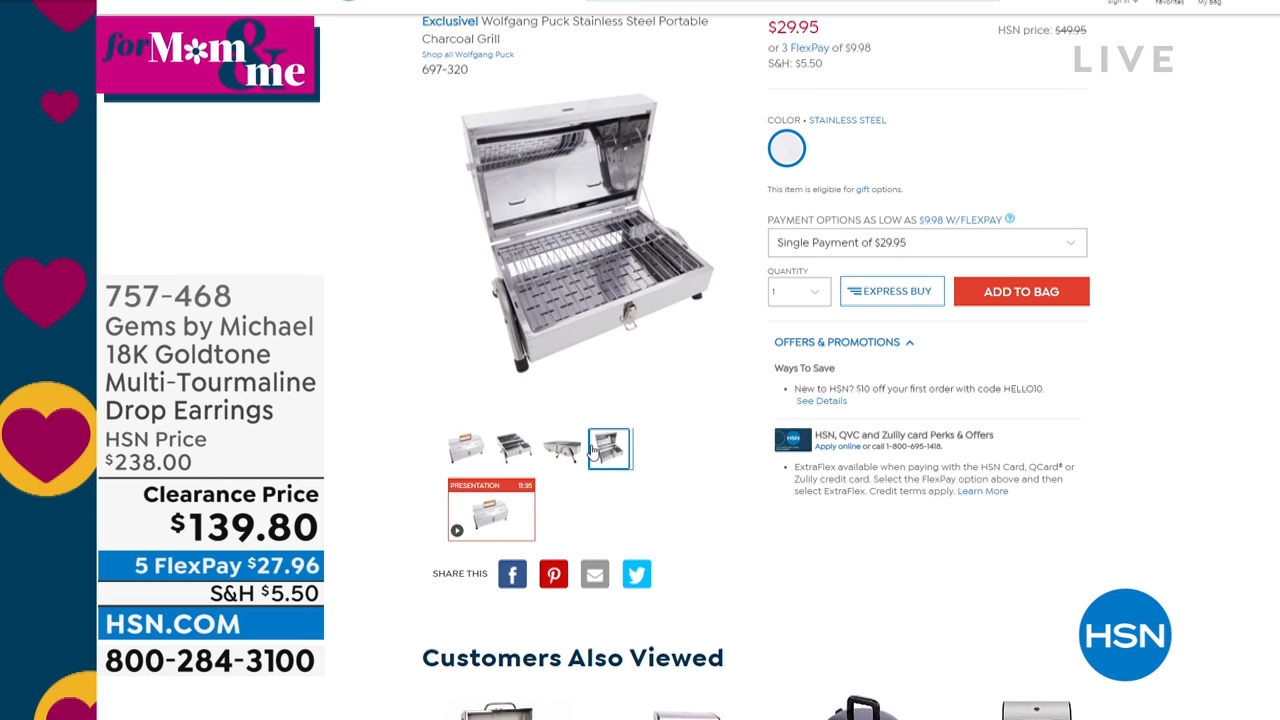 for Mom
& me
757-468
Gems by Michael
18K Goldtone
Multi-Tourmaline
Drop Earrings
HSN Price
$238.00
Clearance Price
$139.80
5 FlexPay $27.96
S&H $5.50
HSN.COM
800-284-3100
Exclusive! Wolfgang Puck Stainless Steel Portable
Charcoal Grill
Shop all Wolfgang Puck
697-320
PRESENTATION 11:35
SHARE THIS
Customers Also Viewed
Sign In
Favorites
My Bag
$29.95
HSN price: $49.95
or 3 FlexPay of $9.98
S&H: $5.50
LIVE
COLOR • STAINLESS STEEL
This item is eligible for gift options.
PAYMENT OPTIONS AS LOW AS $9.98 W/FLEXPAY ?
Single Payment of $29.95
QUANTITY
1
EXPRESS BUY
ADD TO BAG
OFFERS & PROMOTIONS
Ways To Save
• New to HSN? $10 off your first order with code HELLO10.
See Details
HSN, QVC and Zulily card Perks & Offers
Apply online or call 1-800-695-1418.
• ExtraFlex available when paying with the HSN Card, QCard® or
Zulily credit card. Select the FlexPay option above and then
select ExtraFlex. Credit terms apply. Learn More
HSN